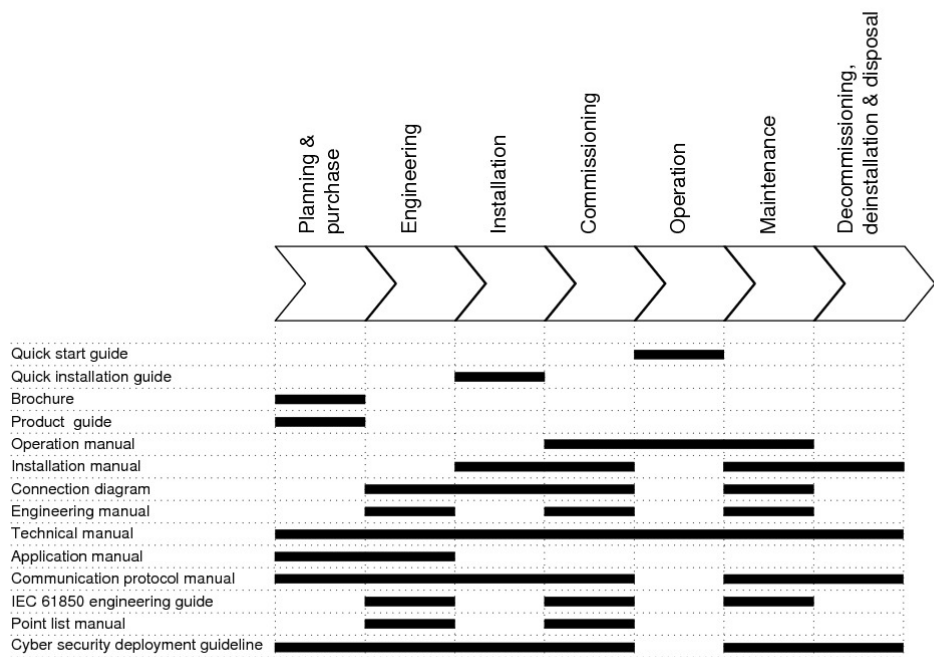 Planning &
purchase
Engineering
Installation
Commissioning
Operation
Maintenance
Decommissioning,
deinstallation & disposal
Quick start guide
Quick installation guide
Brochure
Product guide
Operation manual
Installation manual
Connection diagram
Engineering manual
Technical manual
Application manual
Communication protocol manual
IEC 61850 engineering guide
Point list manual
Cyber security deployment guideline